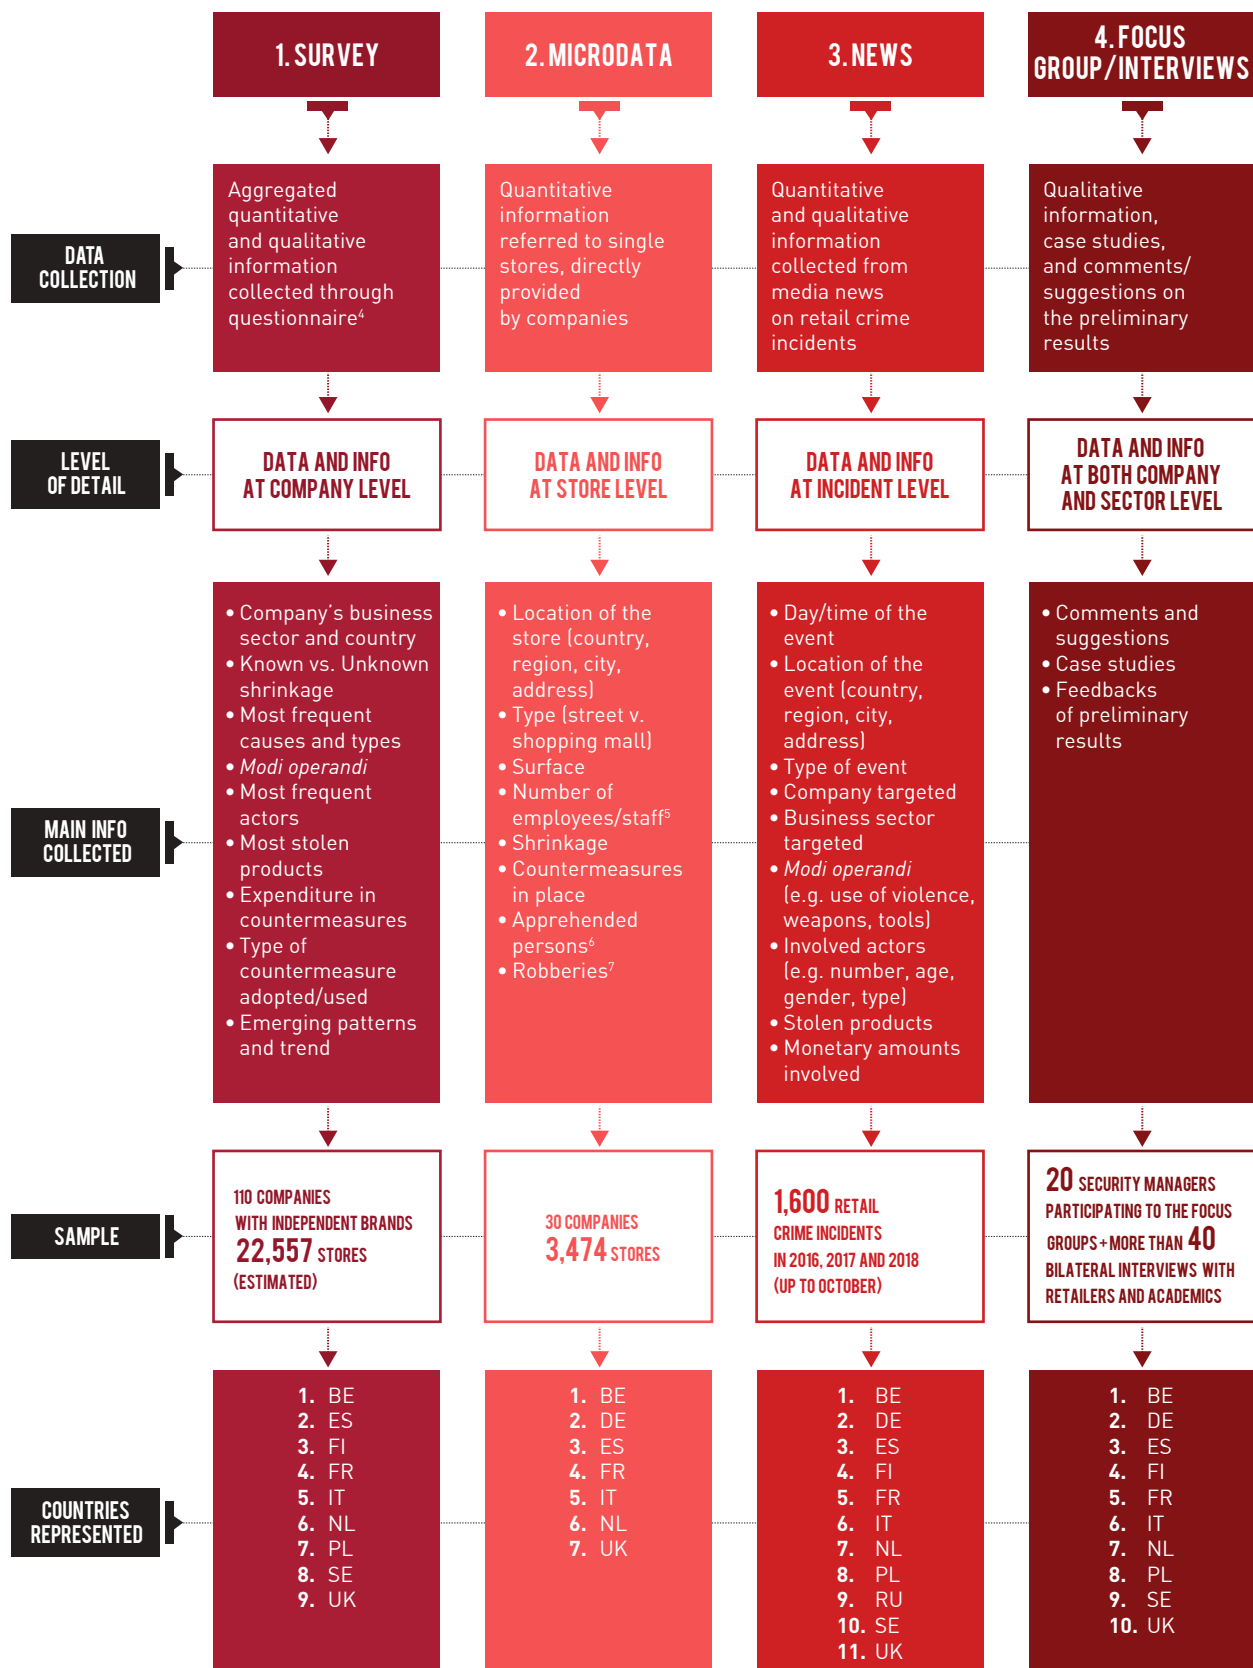 1. SURVEY
2. MICRODATA
3. NEWS
4. FOCUS
GROUP/INTERVIEWS
DATA
COLLECTION
Aggregated
quantitative
and qualitative
information
collected through
questionnaire⁴
Quantitative
information
referred to single
stores, directly
provided
by companies
Quantitative
and qualitative
information
collected from
media news
on retail crime
incidents
Qualitative
information,
case studies,
and comments/
suggestions on
the preliminary
results
LEVEL
OF DETAIL
DATA AND INFO
AT COMPANY LEVEL
DATA AND INFO
AT STORE LEVEL
DATA AND INFO
AT INCIDENT LEVEL
DATA AND INFO
AT BOTH COMPANY
AND SECTOR LEVEL
MAIN INFO
COLLECTED
• Company's business
sector and country
• Known vs. Unknown
shrinkage
• Most frequent
causes and types
• Modi operandi
• Most frequent
actors
• Most stolen
products
• Expenditure in
countermeasures
• Type of
countermeasure
adopted/used
• Emerging patterns
and trend
• Location of the
store (country,
region, city,
address)
• Type (street v.
shopping mall)
• Surface
• Number of
employees/staff⁵
• Shrinkage
• Countermeasures
in place
• Apprehended
persons⁶
• Robberies⁷
• Day/time of the
event
• Location of the
event (country,
region, city,
address)
• Type of event
• Company targeted
• Business sector
targeted
• Modi operandi
(e.g. use of violence,
weapons, tools)
• Involved actors
(e.g. number, age,
gender, type)
• Stolen products
• Monetary amounts
involved
• Comments and
suggestions
• Case studies
• Feedbacks
of preliminary
results
SAMPLE
110 COMPANIES
WITH INDEPENDENT BRANDS
22,557 STORES
(ESTIMATED)
30 COMPANIES
3,474 STORES
1,600 RETAIL
CRIME INCIDENTS
IN 2016, 2017 AND 2018
(UP TO OCTOBER)
20 SECURITY MANAGERS
PARTICIPATING TO THE FOCUS
GROUPS + MORE THAN 40
BILATERAL INTERVIEWS WITH
RETAILERS AND ACADEMICS
COUNTRIES
REPRESENTED
1. BE
2. ES
3. FI
4. FR
5. IT
6. NL
7. PL
8. SE
9. UK
1. BE
2. DE
3. ES
4. FR
5. IT
6. NL
7. UK
1. BE
2. DE
3. ES
4. FI
5. FR
6. IT
7. NL
8. PL
9. RU
10. SE
11. UK
1. BE
2. DE
3. ES
4. FI
5. FR
6. IT
7. NL
8. PL
9. SE
10. UK